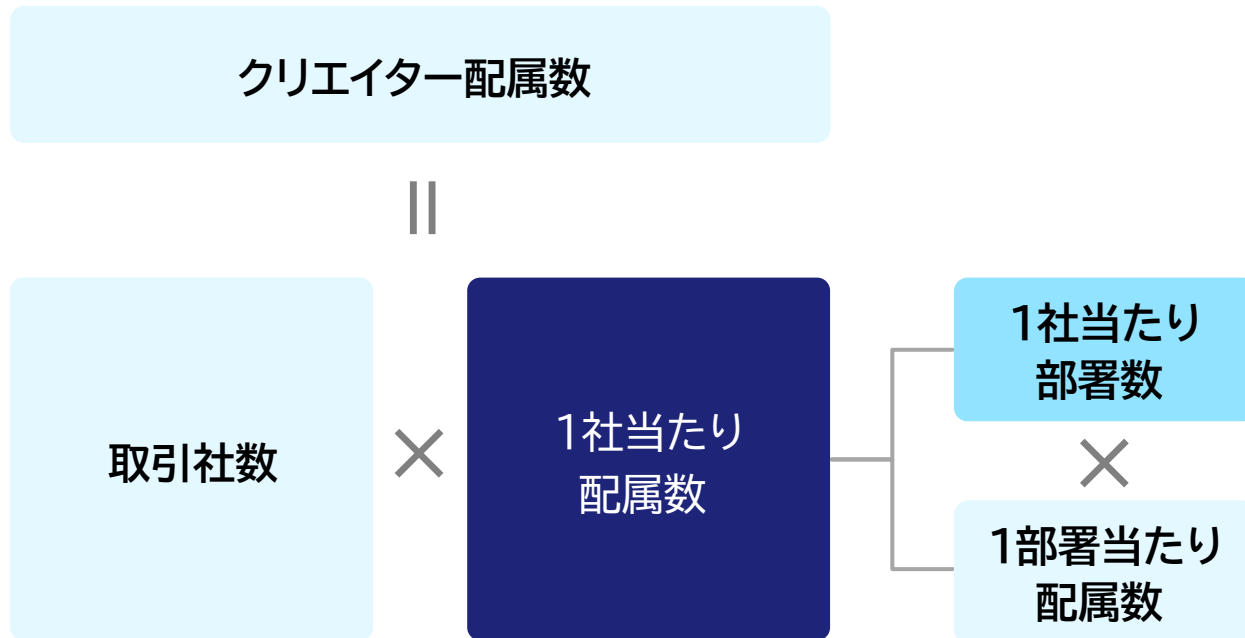 クリエイター配属数
=
取引社数
×
1社当たり
配属数
1社当たり
部署数
×
1部署当たり
配属数